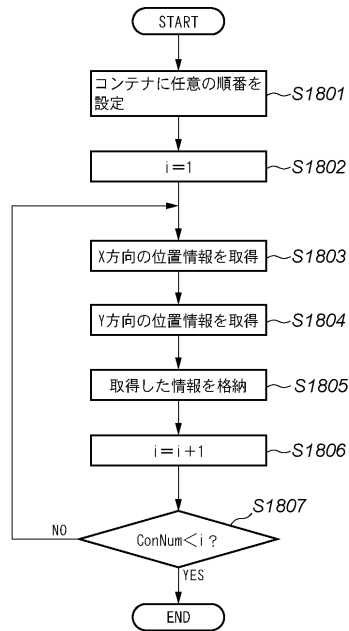 START
コンテナに任意の順番を
設定
S1801
i=1
S1802
X方向の位置情報を取得
S1803
Y方向の位置情報を取得
S1804
取得した情報を格納
S1805
i=i+1
S1806
S1807
ConNum<i?
NO
YES
END